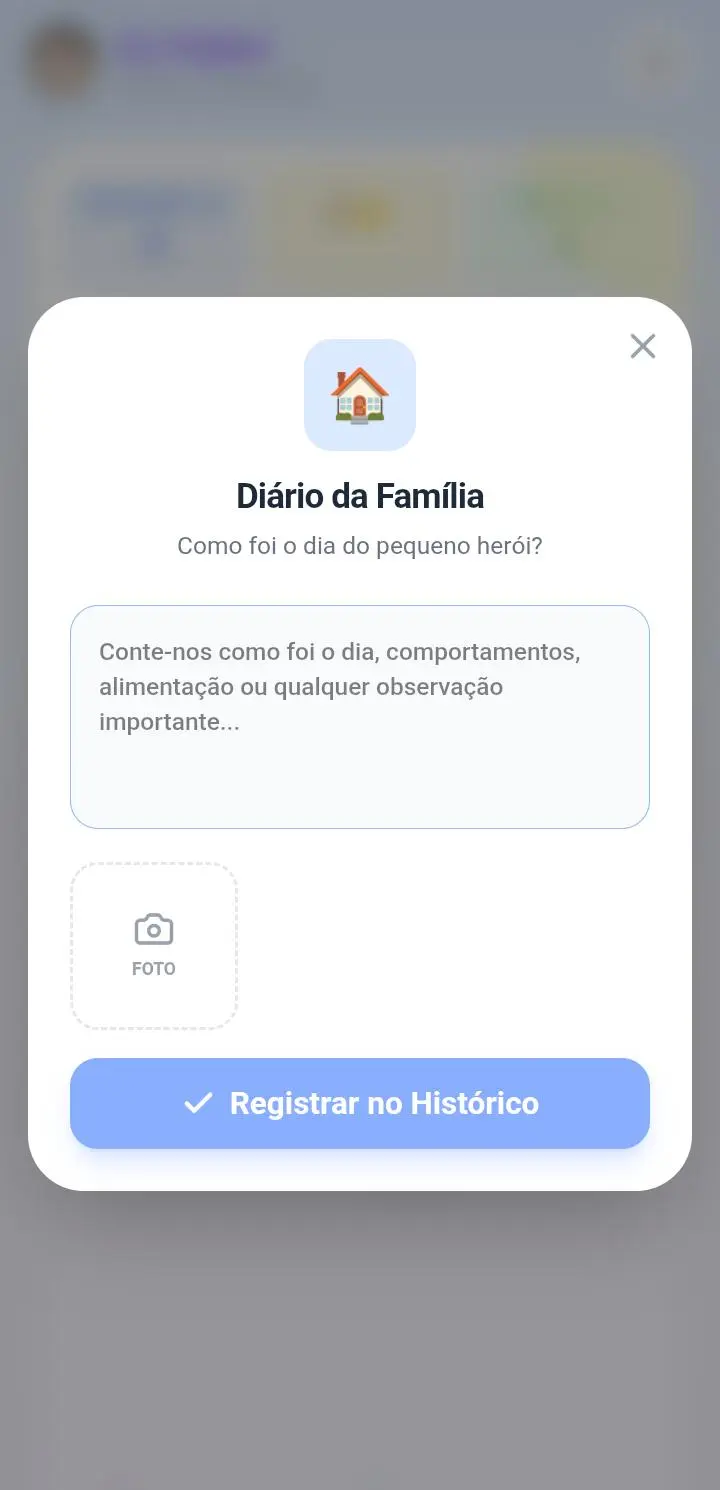 Diário da Família
Como foi o dia do pequeno herói?
Conte-nos como foi o dia, comportamentos,
alimentação ou qualquer observação
importante...
FOTO
Registrar no Histórico